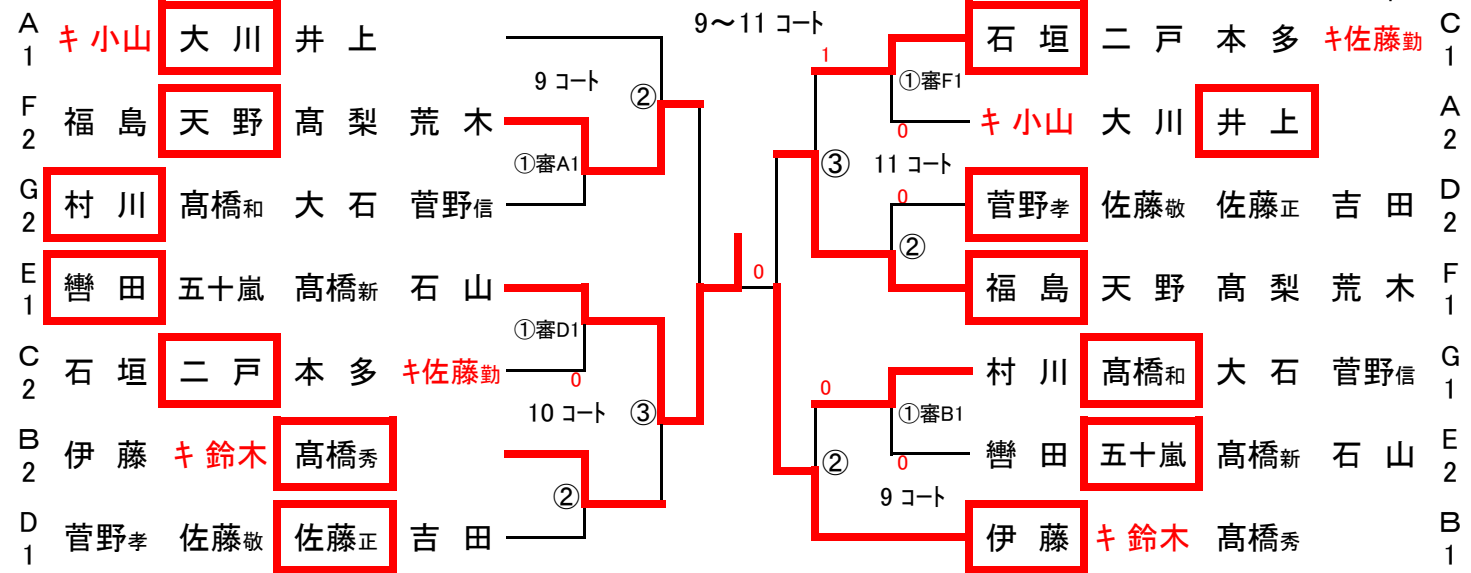 9～11 コート
A
1
ｷ 小山 大 川 井 上
9 コート
②
F
2
福 島 天 野 髙 梨 荒 木
①審A1
G
2
村 川 髙橋和 大 石 菅野信
E
1
轡 田 五十嵐 髙橋新 石 山
①審D1
C
2
石 垣 二 戸 本 多 ｷ佐藤勤
0
10 コート
③
B
2
伊 藤 ｷ 鈴木 髙橋秀
②
D
1
菅野孝 佐藤敬 佐藤正 吉 田
0
1
石 垣 二 戸 本 多 ｷ佐藤勤
C
1
①審F1
0
ｷ 小山 大 川 井 上
A
2
③
11 コート
0
菅野孝 佐藤敬 佐藤正 吉 田
D
2
②
福 島 天 野 髙 梨 荒 木
F
1
0
村 川 髙橋和 大 石 菅野信
G
1
①審B1
②
0
轡 田 五十嵐 髙橋新 石 山
E
2
9 コート
伊 藤 ｷ 鈴木 髙橋秀
B
1